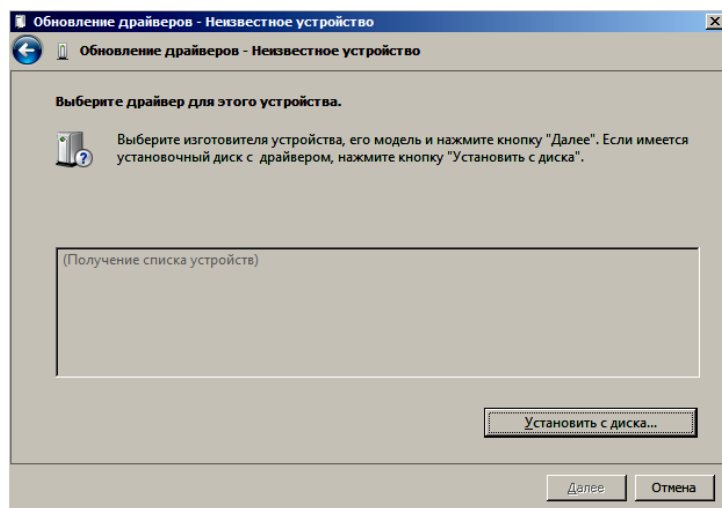 Обновление драйверов - Неизвестное устройство
Обновление драйверов - Неизвестное устройство
Выберите драйвер для этого устройства.
Выберите изготовителя устройства, его модель и нажмите кнопку "Далее". Если имеется
установочный диск с драйвером, нажмите кнопку "Установить с диска".
(Получение списка устройств)
Установить с диска...
Далее
Отмена